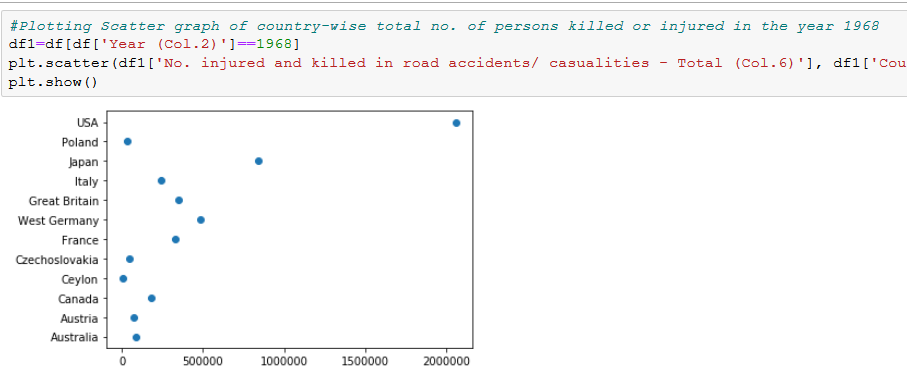 #Plotting Scatter graph of country-wise total no. of persons killed or injured in the year 1968
df1=df[df['Year (Col.2)']==1968]
plt.scatter(df1['No. injured and killed in road accidents/ casualities - Total (Col.6)'], df1['Cou
plt.show()
USA
Poland
Japan
Italy
Great Britain
West Germany
France
Czechoslovakia
Ceylon
Canada
Austria
Australia
0 500000 1000000 1500000 2000000